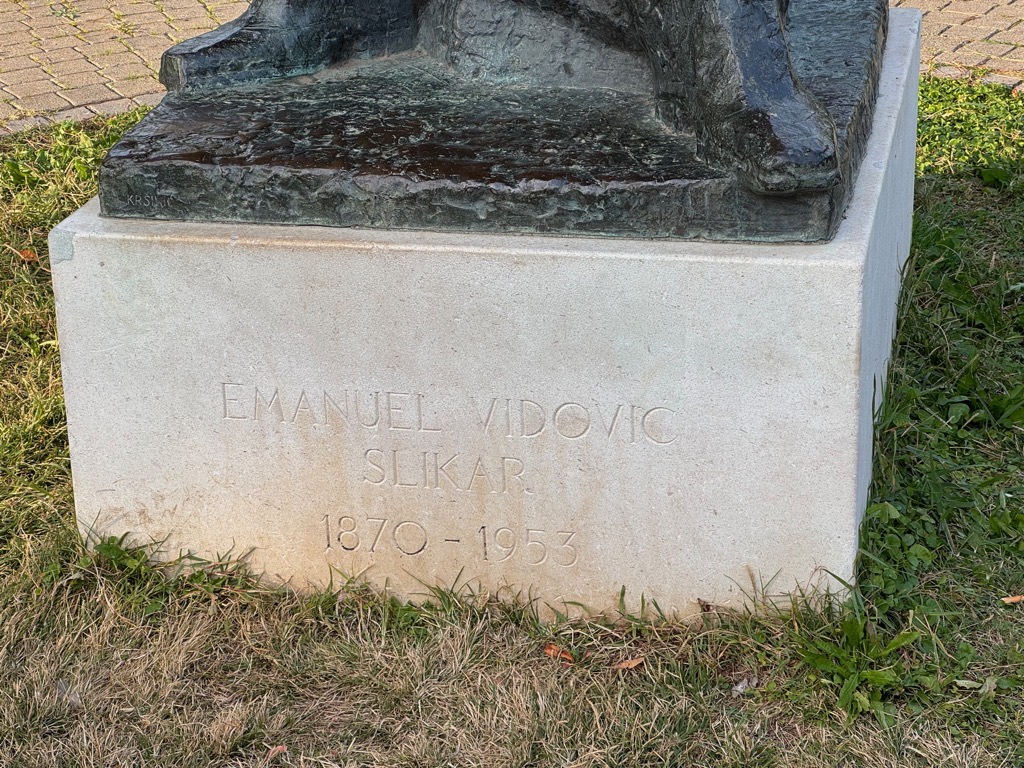 EMANUEL VIDOVIC
SLIKAR
1870 - 1953